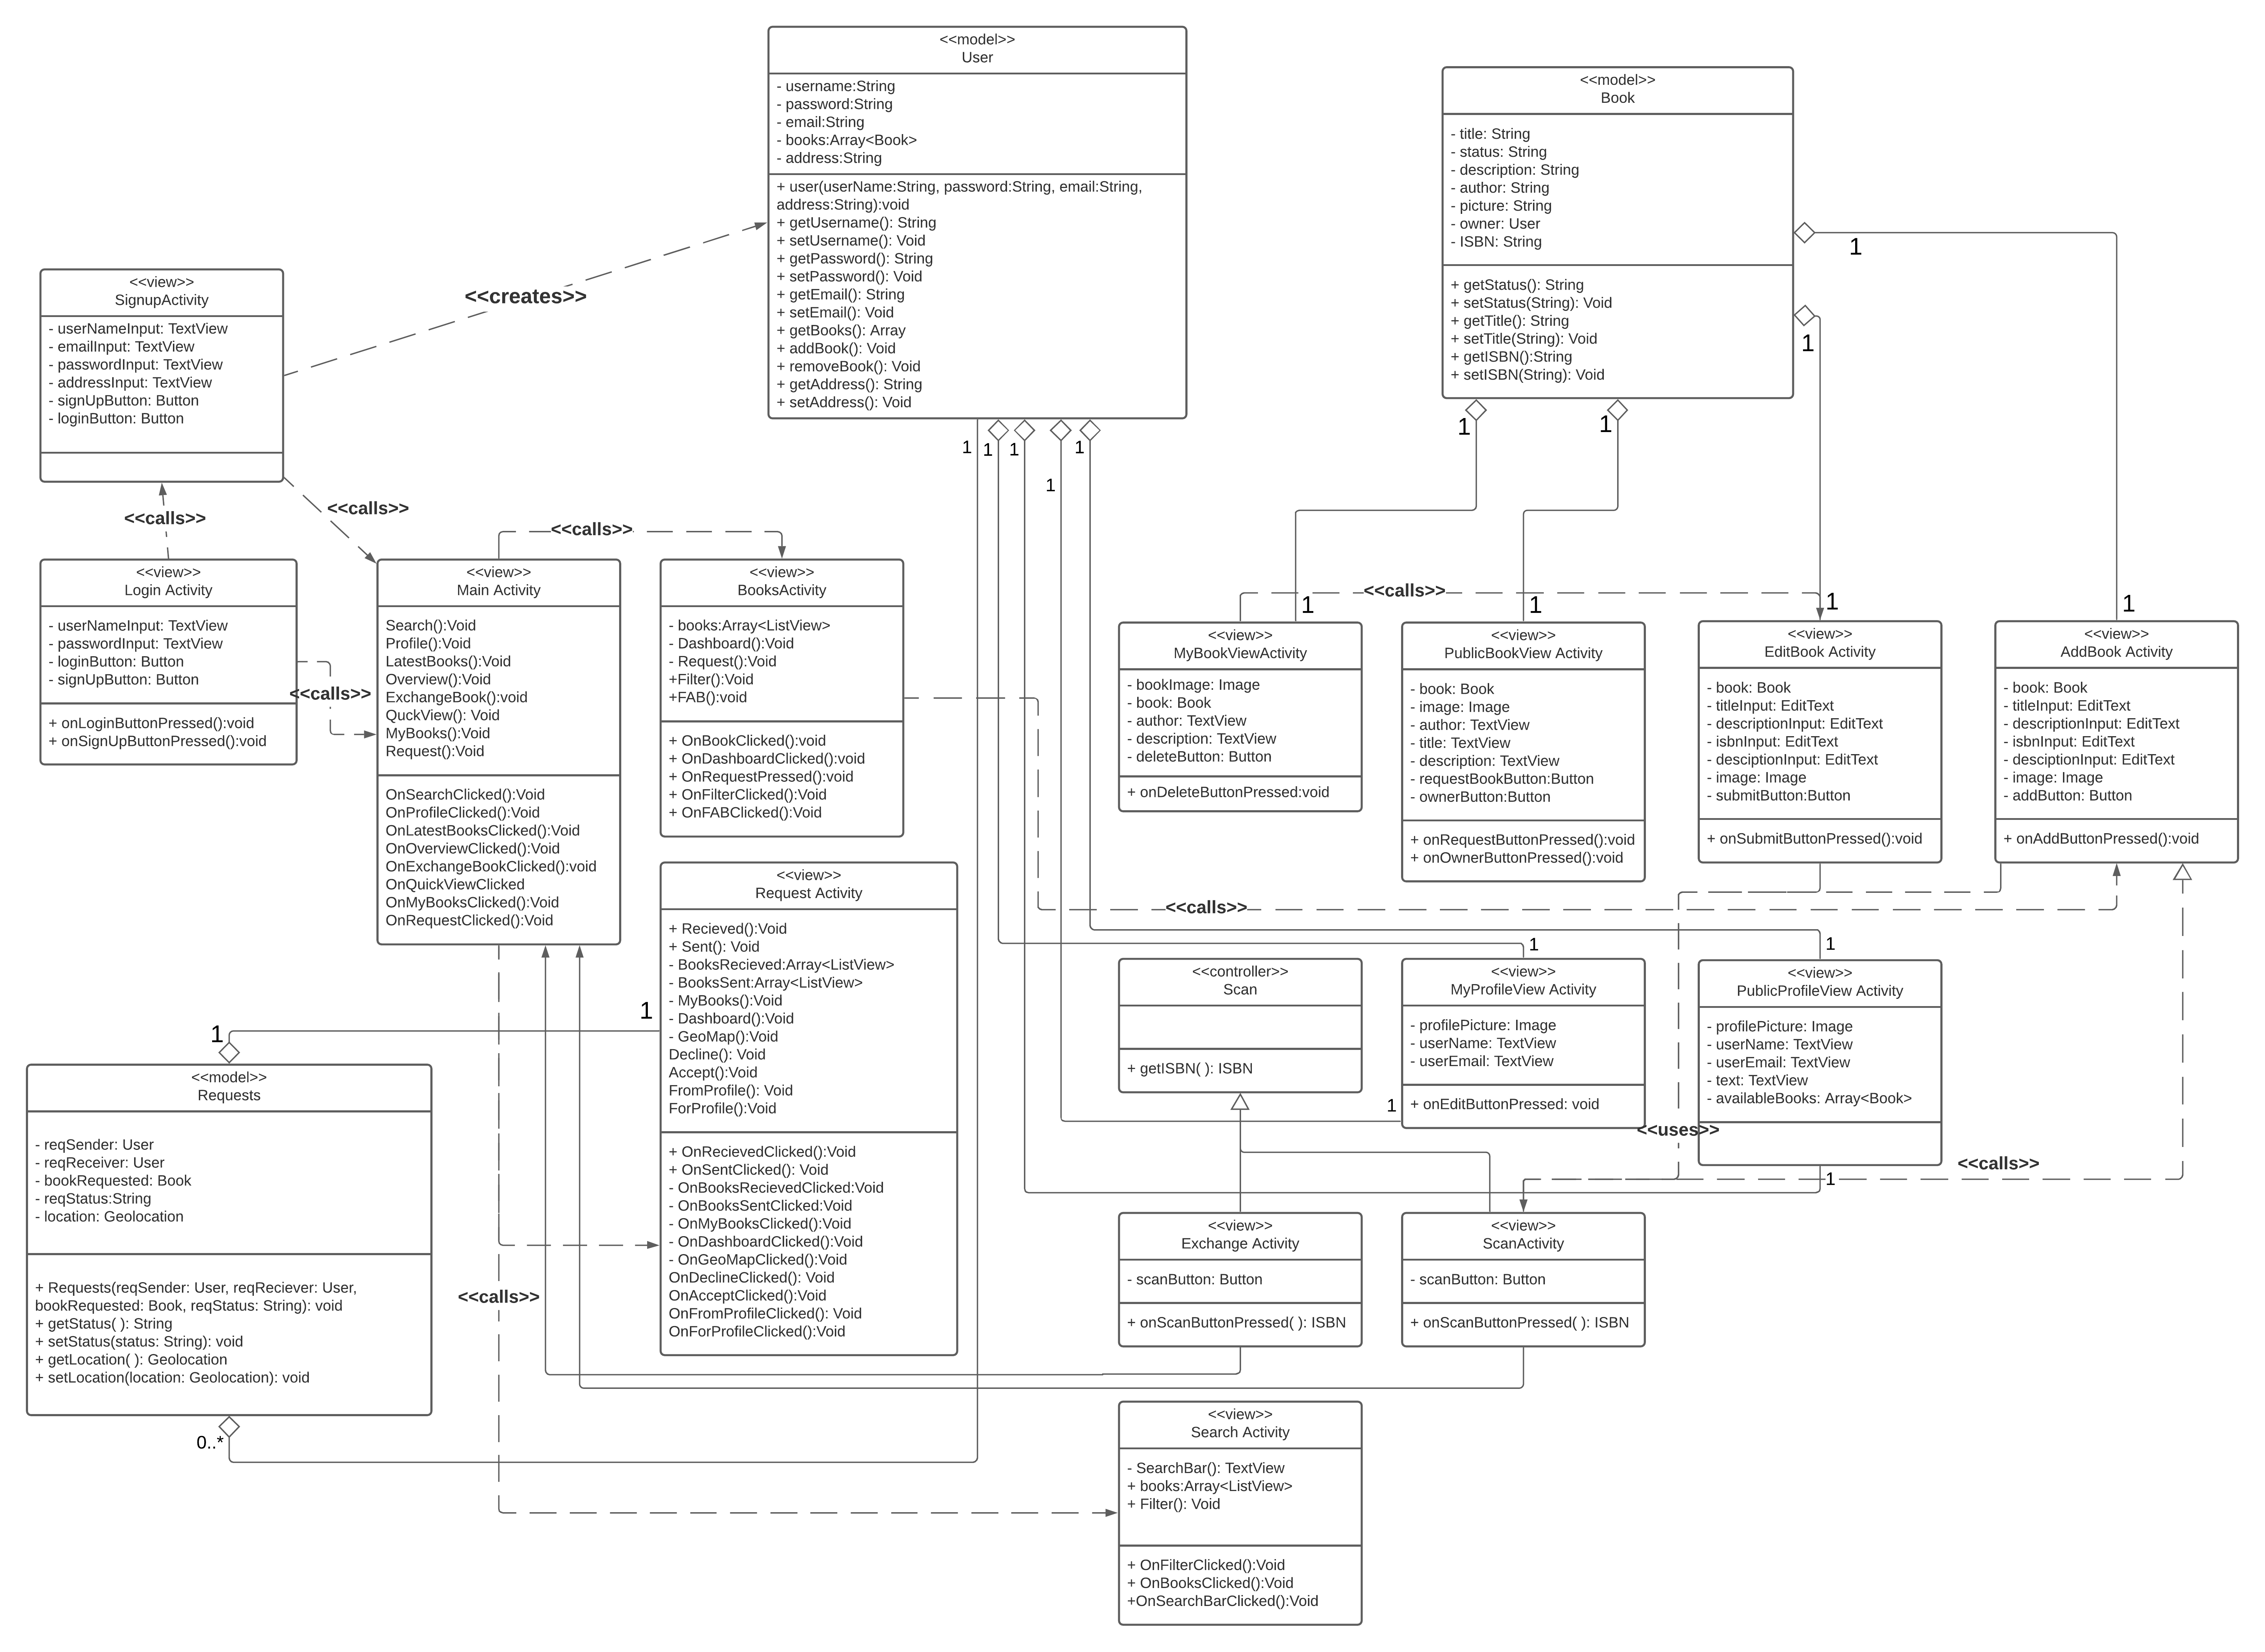 <<model>>
User
- username:String
- password:String
- email:String
- books:Array<Book>
- address:String
+ user(userName:String, password:String, email:String,
address:String):void
+ getUsername(): String
+ setUsername(): Void
+ getPassword(): String
+ setPassword(): Void
+ getEmail(): String
+ setEmail(): Void
+ getBooks(): Array
+ addBook(): Void
+ removeBook(): Void
+ getAddress(): String
+ setAddress(): Void
1
1
1
1
1
<<model>>
Book
- title: String
- status: String
- description: String
- author: String
- picture: String
- owner: User
- ISBN: String
+ getStatus(): String
+ setStatus(String): Void
+ getTitle(): String
+ setTitle(String): Void
+ getISBN():String
+ setISBN(String): Void
1
1
1
1
<<creates>>
<<view>>
SignupActivity
- userNameInput: TextView
- emailInput: TextView
- passwordInput: TextView
- addressInput: TextView
- signUpButton: Button
- loginButton: Button
<<calls>>
<<calls>>
<<calls>>
<<view>>
Login Activity
- userNameInput: TextView
- passwordInput: TextView
- loginButton: Button
- signUpButton: Button
+ onLoginButtonPressed():void
+ onSignUpButtonPressed():void
<<calls>>
<<view>>
Main Activity
Search():Void
Profile():Void
LatestBooks():Void
Overview():Void
ExchangeBook():void
QuckView(): Void
MyBooks():Void
Request():Void
OnSearchClicked():Void
OnProfileClicked():Void
OnLatestBooksClicked():Void
OnOverviewClicked():Void
OnExchangeBookClicked():void
OnQuickViewClicked
OnMyBooksClicked():Void
OnRequestClicked():Void
<<view>>
BooksActivity
- books:Array<ListView>
- Dashboard():Void
- Request():Void
+Filter():Void
+FAB():void
+ OnBookClicked():void
+ OnDashboardClicked():void
+ OnRequestPressed():void
+ OnFilterClicked():Void
+ OnFABClicked():Void
<<calls>>
1
1
1
1
<<view>>
MyBookViewActivity
- bookImage: Image
- book: Book
- author: TextView
- description: TextView
- deleteButton: Button
+ onDeleteButtonPressed:void
<<view>>
PublicBookView Activity
- book: Book
- image: Image
- author: TextView
- title: TextView
- description: TextView
- requestBookButton:Button
- ownerButton:Button
+ onRequestButtonPressed():void
+ onOwnerButtonPressed():void
<<view>>
EditBook Activity
- book: Book
- titleInput: EditText
- descriptionInput: EditText
- isbnInput: EditText
- desciptionInput: EditText
- image: Image
- submitButton:Button
+ onSubmitButtonPressed():void
<<view>>
AddBook Activity
- book: Book
- titleInput: EditText
- descriptionInput: EditText
- isbnInput: EditText
- desciptionInput: EditText
- image: Image
- addButton: Button
+ onAddButtonPressed():void
<<calls>>
<<view>>
Request Activity
+ Recieved():Void
+ Sent(): Void
- BooksRecieved:Array<ListView>
- BooksSent:Array<ListView>
- MyBooks():Void
- Dashboard():Void
- GeoMap():Void
Decline(): Void
Accept():Void
FromProfile(): Void
ForProfile():Void
+ OnRecievedClicked():Void
+ OnSentClicked(): Void
- OnBooksRecievedClicked:Void
- OnBooksSentClicked:Void
- OnMyBooksClicked():Void
- OnDashboardClicked():Void
- OnGeoMapClicked():Void
OnDeclineClicked(): Void
OnAcceptClicked():Void
OnFromProfileClicked(): Void
OnForProfileClicked():Void
1
1
<<model>>
Requests
- reqSender: User
- reqReceiver: User
- bookRequested: Book
- reqStatus:String
- location: Geolocation
+ Requests(reqSender: User, reqReciever: User,
bookRequested: Book, reqStatus: String): void
+ getStatus( ): String
+ setStatus(status: String): void
+ getLocation( ): Geolocation
+ setLocation(location: Geolocation): void
0..*
<<calls>>
<<controller>>
Scan
+ getISBN( ): ISBN
1
1
<<view>>
MyProfileView Activity
- profilePicture: Image
- userName: TextView
- userEmail: TextView
+ onEditButtonPressed: void
1
<<view>>
PublicProfileView Activity
- profilePicture: Image
- userName: TextView
- userEmail: TextView
- text: TextView
- availableBooks: Array<Book>
<<uses>>
1
<<calls>>
<<view>>
Exchange Activity
- scanButton: Button
+ onScanButtonPressed( ): ISBN
<<view>>
ScanActivity
- scanButton: Button
+ onScanButtonPressed( ): ISBN
<<view>>
Search Activity
- SearchBar(): TextView
+ books:Array<ListView>
+ Filter(): Void
+ OnFilterClicked():Void
+ OnBooksClicked():Void
+OnSearchBarClicked():Void